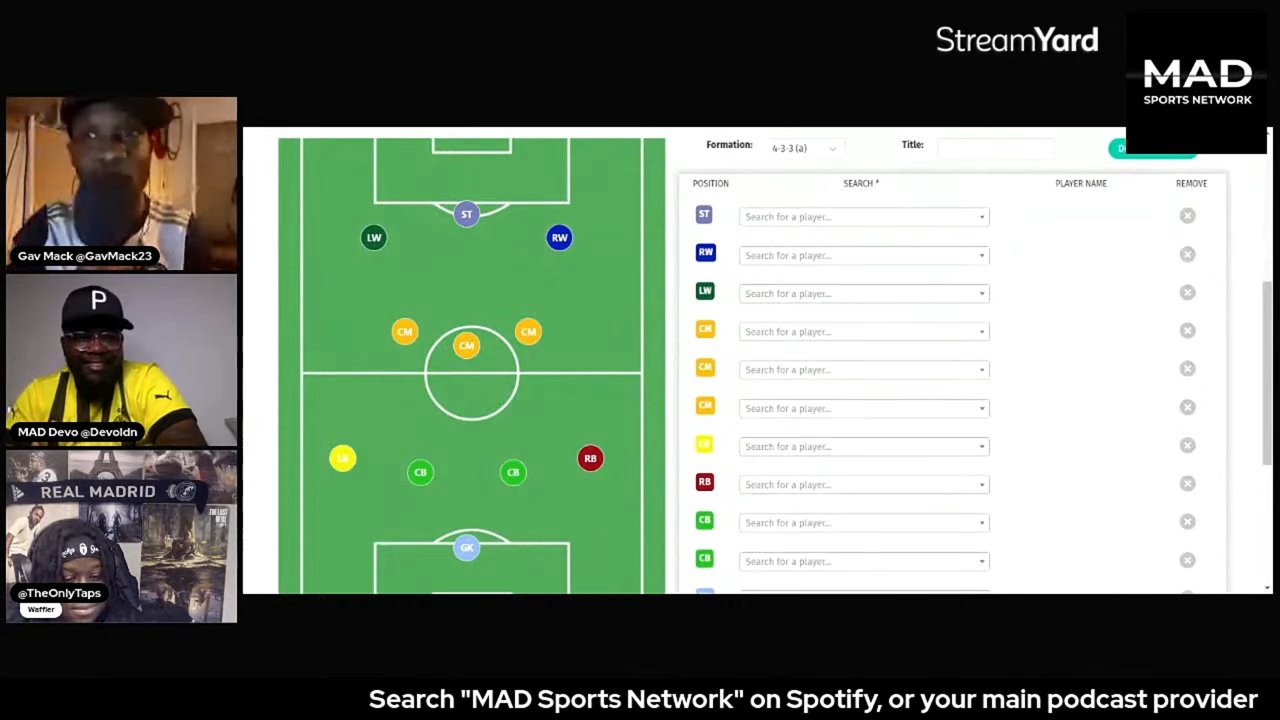 StreamYard
MAD
SPORTS NETWORK
Gav Mack @GavMack23
P
MAD Devo @Devoldn
REAL MADRID
@TheOnlyTaps
Waffler
ST
LW
RW
CM
CM
CM
LB
CB
CB
RB
GK
Formation:
4-3-3 (a)
Title:
POSITION
SEARCH *
PLAYER NAME
REMOVE
ST
Search for a player...
RW
Search for a player...
LW
Search for a player...
CM
Search for a player...
CM
Search for a player...
CM
Search for a player...
LB
Search for a player...
RB
Search for a player...
CB
Search for a player...
CB
Search for a player...
Search "MAD Sports Network" on Spotify, or your main podcast provider